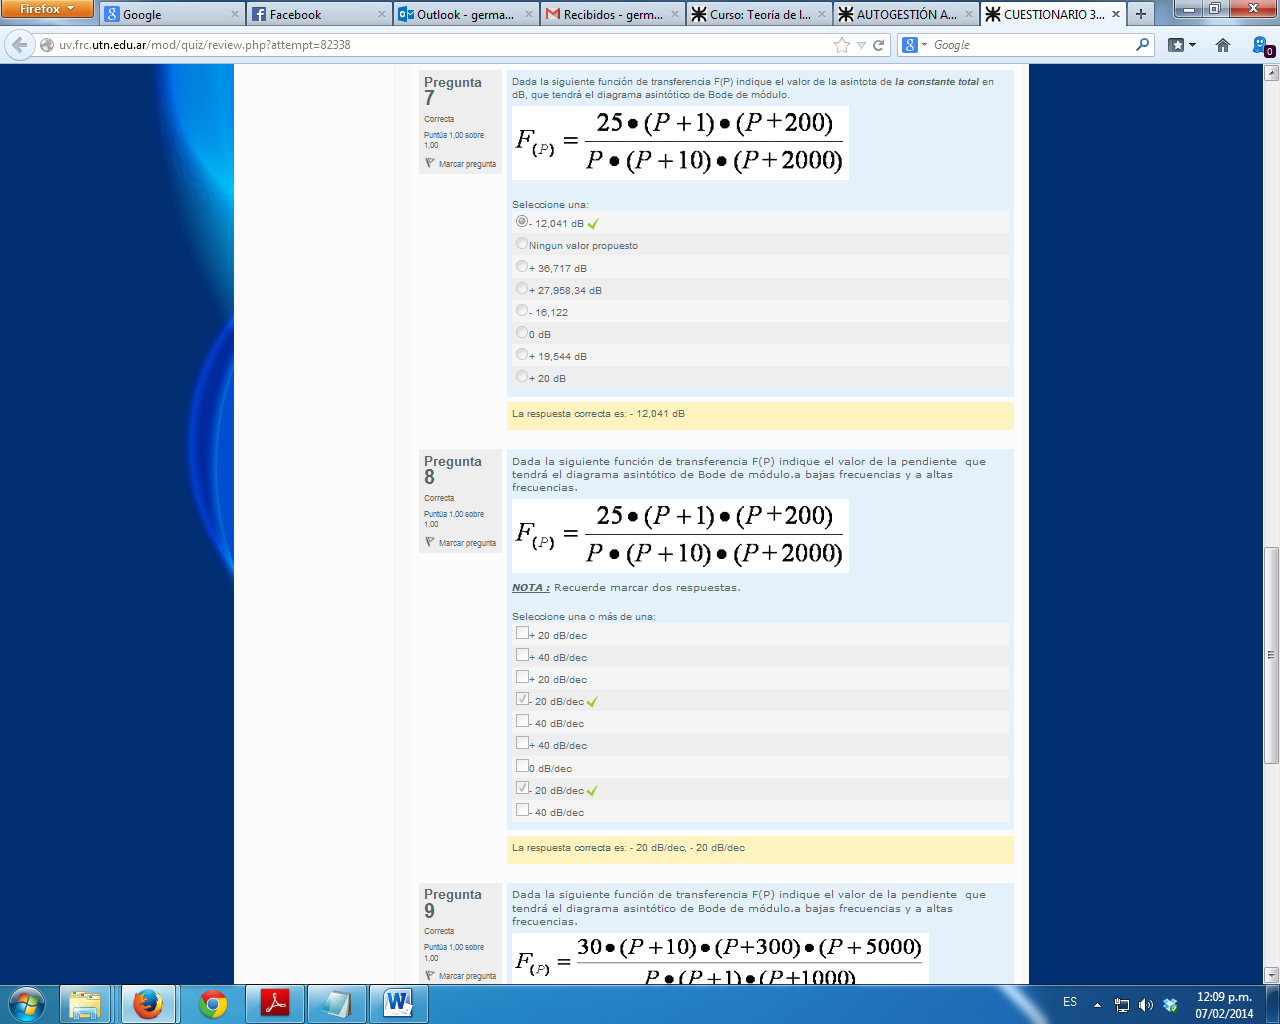 Firefox
Google
Facebook
Outlook - germa...
Recibidos - germ...
Curso: Teoría de l...
AUTOGESTIÓN A...
CUESTIONARIO 3...
uv.frc.utn.edu.ar/mod/quiz/review.php?attempt=82338
Google
0
Pregunta
7
Correcta
Puntúa 1,00 sobre
1,00
Marcar pregunta
Dada la siguiente función de transferencia F(P) indique el valor de la asintota de la constante total en
dB, que tendrá el diagrama asintótico de Bode de módulo.
25•(P+1)•(P+200)
F(P) =
P•(P+10)•(P+2000)
Seleccione una:
- 12,041 dB
Ningun valor propuesto
+ 36,717 dB
+ 27,958,34 dB
- 16,122
0 dB
+ 19,544 dB
+ 20 dB
La respuesta correcta es: - 12,041 dB
Pregunta
8
Correcta
Puntúa 1,00 sobre
1,00
Marcar pregunta
Dada la siguiente función de transferencia F(P) indique el valor de la pendiente que
tendrá el diagrama asintótico de Bode de módulo.a bajas frecuencias y a altas
frecuencias.
25•(P+1)•(P+200)
F(P) =
P•(P+10)•(P+2000)
NOTA : Recuerde marcar dos respuestas.
Seleccione una o más de una:
+ 20 dB/dec
+ 40 dB/dec
+ 20 dB/dec
- 20 dB/dec
- 40 dB/dec
+ 40 dB/dec
0 dB/dec
- 20 dB/dec
- 40 dB/dec
La respuesta correcta es: - 20 dB/dec, - 20 dB/dec
Pregunta
9
Correcta
Puntúa 1,00 sobre
1,00
Marcar pregunta
Dada la siguiente función de transferencia F(P) indique el valor de la pendiente que
tendrá el diagrama asintótico de Bode de módulo.a bajas frecuencias y a altas
frecuencias.
30•(P+10)•(P+300)•(P+5000)
F(P) =
P•(P+1)•(P+1000)
ES
12:09 p.m.
07/02/2014